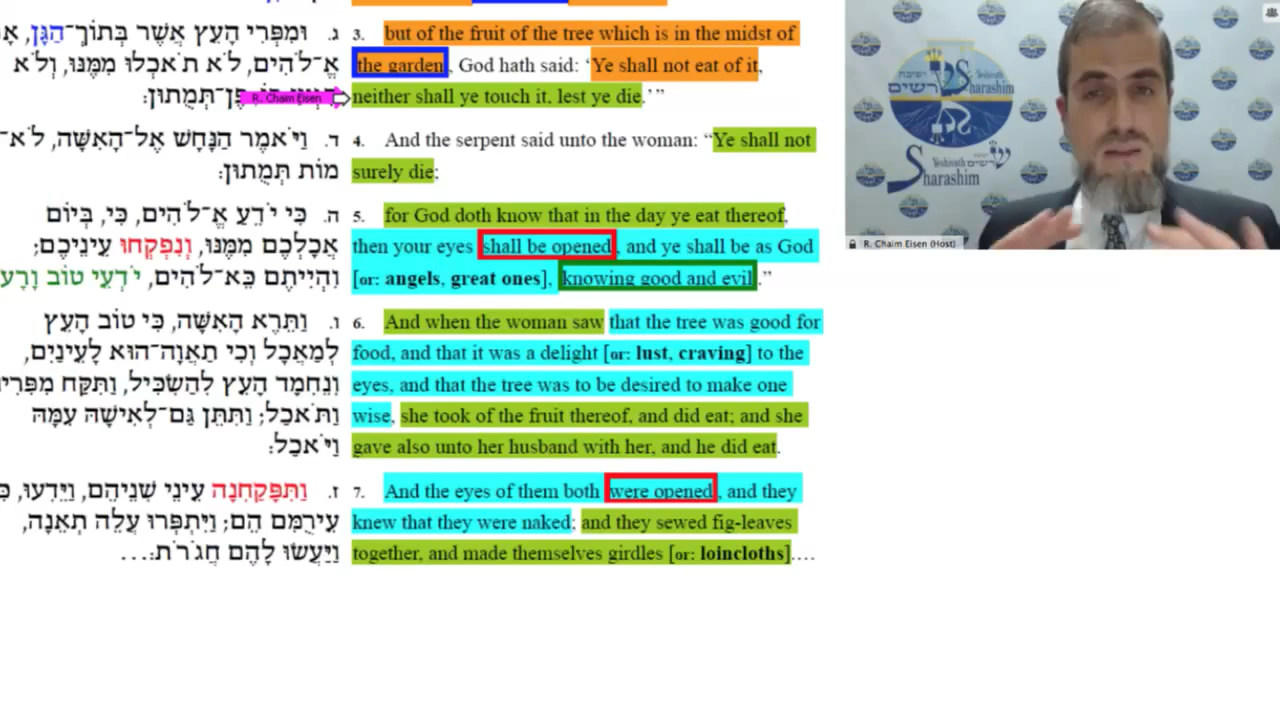 ג. וּמִפְּרִי הָעֵץ אֲשֶׁר בְּתוֹךְ־הַגָּן,
אֱ־לֹהִים, לֹא תֹאכְלוּ מִמֶּנּוּ, וְלֹא
פֶּן־תְּמֻתוּן:
3. but of the fruit of the tree which is in the midst of
the garden, God hath said: ‘Ye shall not eat of it,
R. Chaim Eisen
neither shall ye touch it, lest ye die.’”
ד. וַיֹּאמֶר הַנָּחָשׁ אֶל־הָאִשָּׁה, לֹא־
מוֹת תְּמֻתוּן:
4. And the serpent said unto the woman: “Ye shall not
surely die;
ה. כִּי יֹדֵעַ אֱ־לֹהִים, כִּי, בְּיוֹם
אֲכָלְכֶם מִמֶּנּוּ, וְנִפְקְחוּ עֵינֵיכֶם;
וִהְיִיתֶם כֵּא־לֹהִים, יֹדְעֵי טוֹב וָרָע
5. for God doth know that in the day ye eat thereof,
then your eyes shall be opened, and ye shall be as God
[or: angels, great ones], knowing good and evil.”
ו. וַתֵּרֶא הָאִשָּׁה, כִּי טוֹב הָעֵץ
לְמַאֲכָל וְכִי תַאֲוָה־הוּא לָעֵינַיִם,
וְנֶחְמָד הָעֵץ לְהַשְׂכִּיל, וַתִּקַּח מִפִּרְי
וַתֹּאכַל; וַתִּתֵּן גַּם־לְאִישָׁהּ עִמָּהּ
וַיֹּאכַל:
6. And when the woman saw that the tree was good for
food, and that it was a delight [or: lust, craving] to the
eyes, and that the tree was to be desired to make one
wise, she took of the fruit thereof, and did eat; and she
gave also unto her husband with her, and he did eat.
ז. וַתִּפָּקַחְנָה עֵינֵי שְׁנֵיהֶם, וַיֵּדְעוּ,
עֵירֻמִּם הֵם; וַיִּתְפְּרוּ עֲלֵה תְאֵנָה,
וַיַּעֲשׂוּ לָהֶם חֲגֹרֹת:...
7. And the eyes of them both were opened, and they
knew that they were naked; and they sewed fig-leaves
together, and made themselves girdles [or: loincloths]....
ישיבת
שרשים
Yeshivath
Sharashim
Yeshivath שרשים
Sharashim
R. Chaim Eisen (Host)